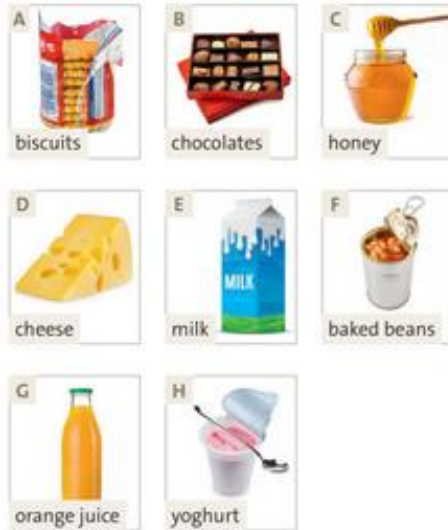 A
biscuits
B
chocolates
C
honey
D
cheese
E
MILK
milk
F
baked beans
G
orange juice
H
yoghurt